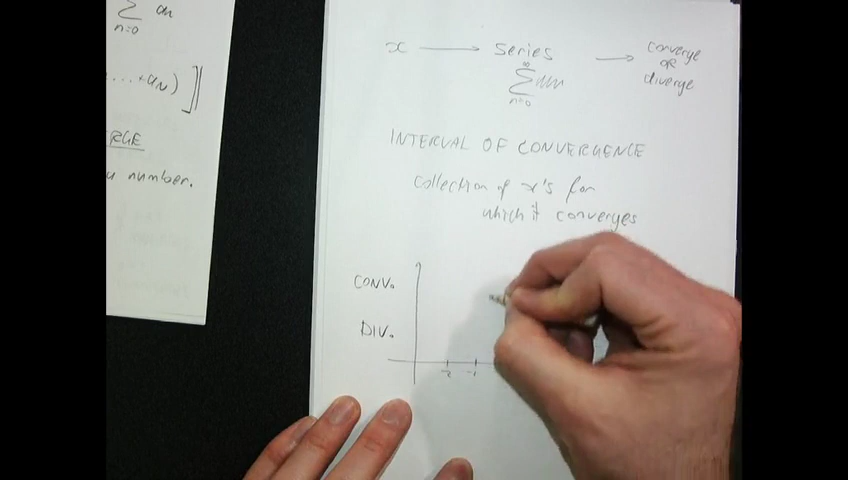 ∑ an
n=0
....+aN) ]
RGE
number.
x → Series → converge
∞ OR
∑ diverge
n=0
INTERVAL OF CONVERGENCE
Collection of x's for
which it converges
CONV.
DIV.
-2 -1